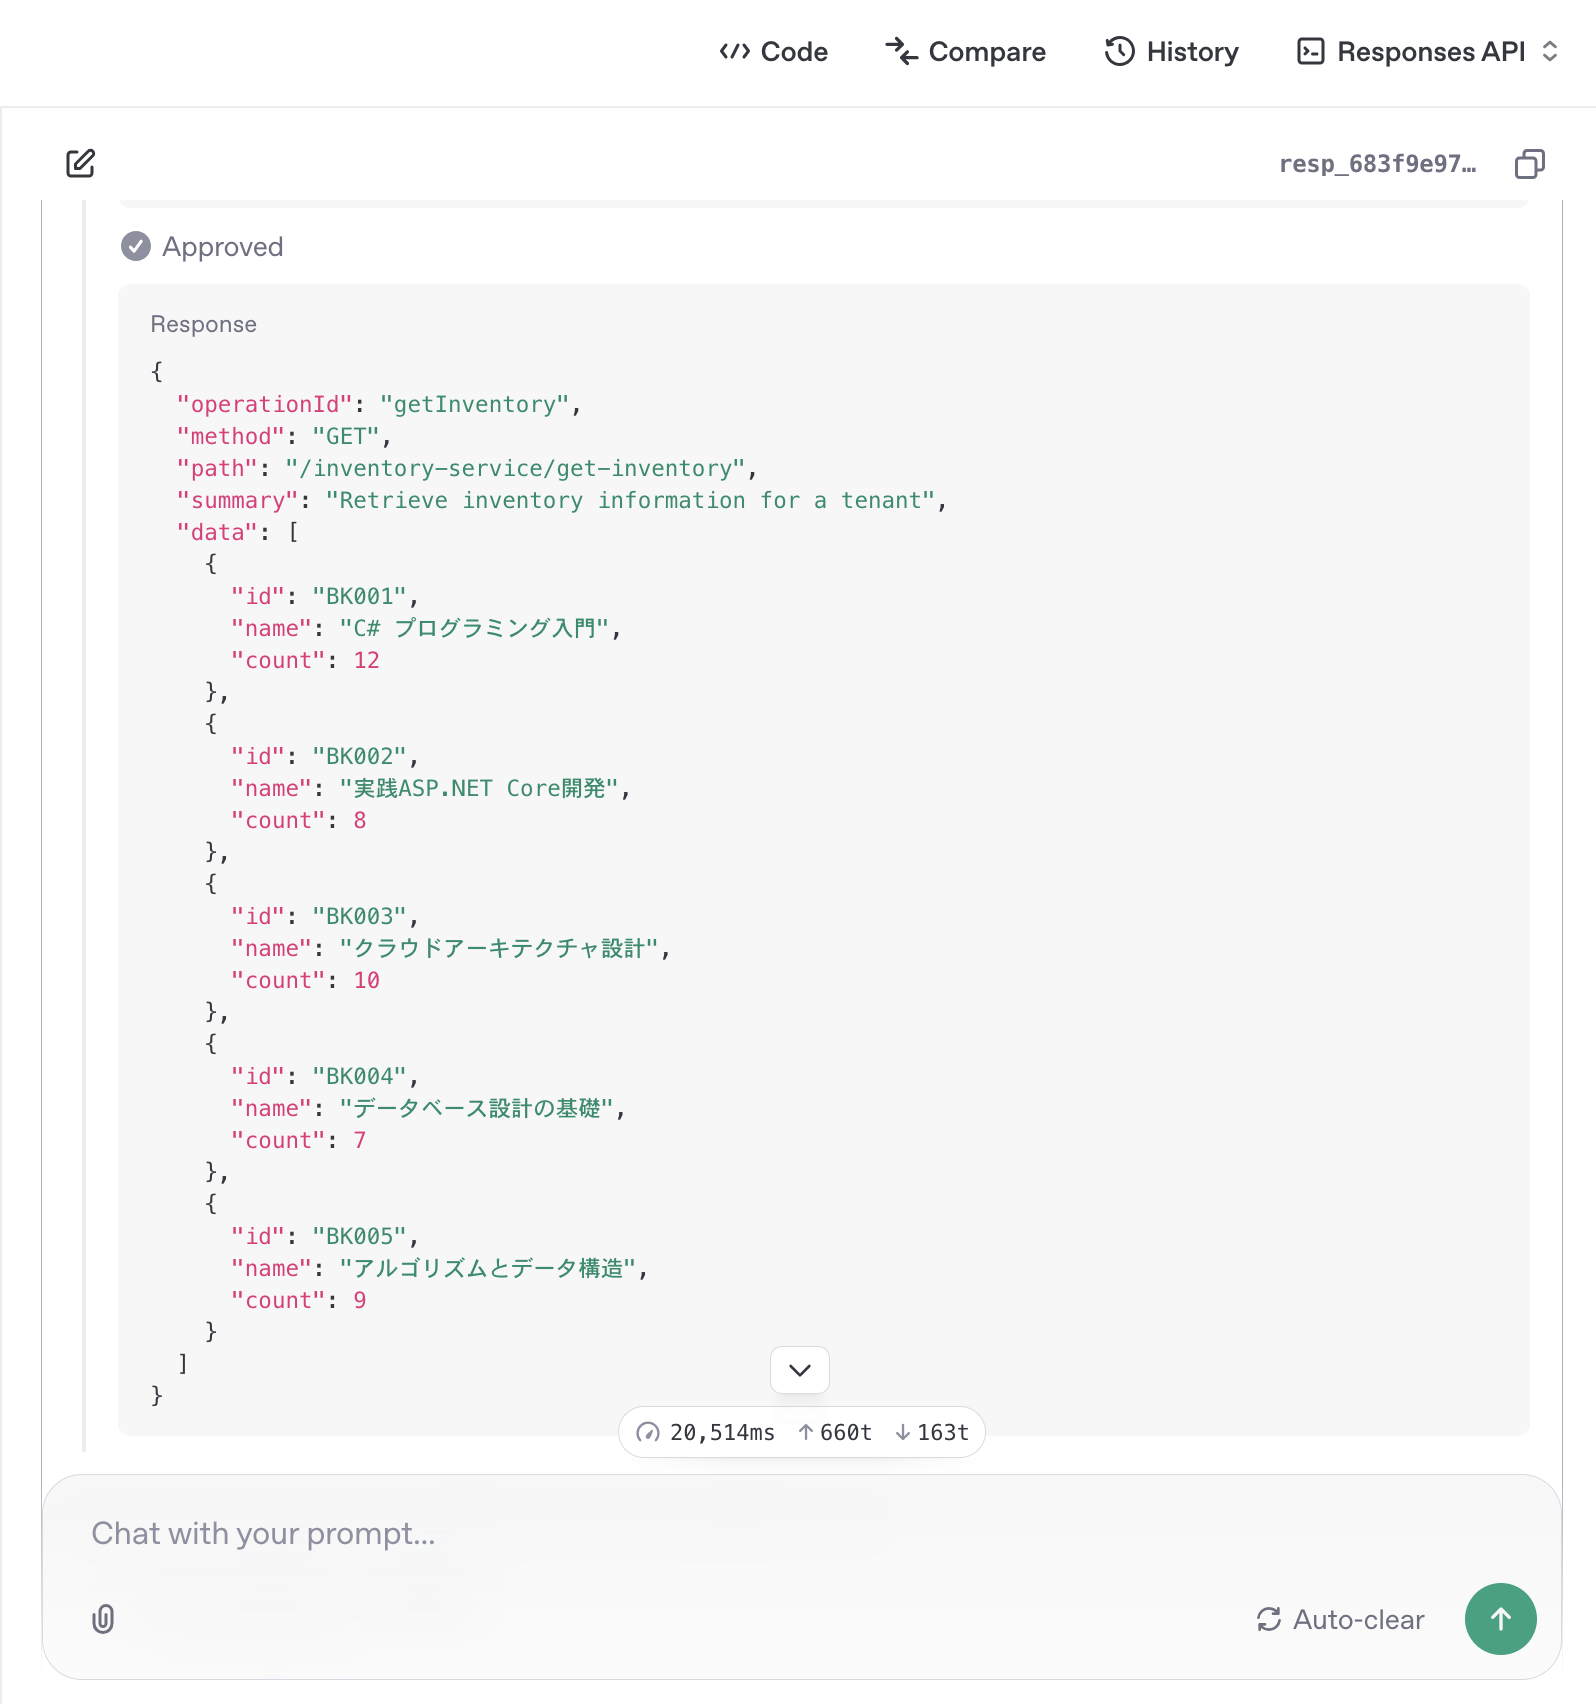 Code Compare History Responses API
resp_683f9e97…
Approved
Response
{
  "operationId": "getInventory",
  "method": "GET",
  "path": "/inventory-service/get-inventory",
  "summary": "Retrieve inventory information for a tenant",
  "data": [
    {
      "id": "BK001",
      "name": "C# プログラミング入門",
      "count": 12
    },
    {
      "id": "BK002",
      "name": "実践ASP.NET Core開発",
      "count": 8
    },
    {
      "id": "BK003",
      "name": "クラウドアーキテクチャ設計",
      "count": 10
    },
    {
      "id": "BK004",
      "name": "データベース設計の基礎",
      "count": 7
    },
    {
      "id": "BK005",
      "name": "アルゴリズムとデータ構造",
      "count": 9
    }
  ]
}
20,514ms ↑660t ↓163t
Chat with your prompt...
Auto-clear